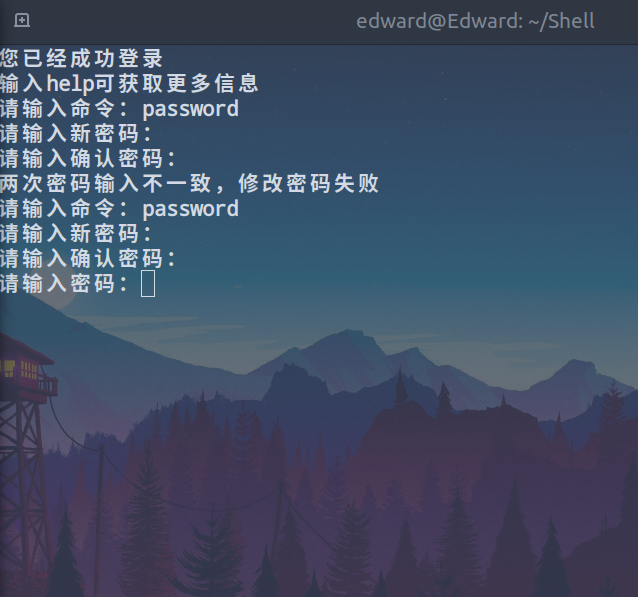 edward@Edward: ~/Shell
您已经成功登录
输入help可获取更多信息
请输入命令：password
请输入新密码：
请输入确认密码：
两次密码输入不一致，修改密码失败
请输入命令：password
请输入新密码：
请输入确认密码：
请输入密码：